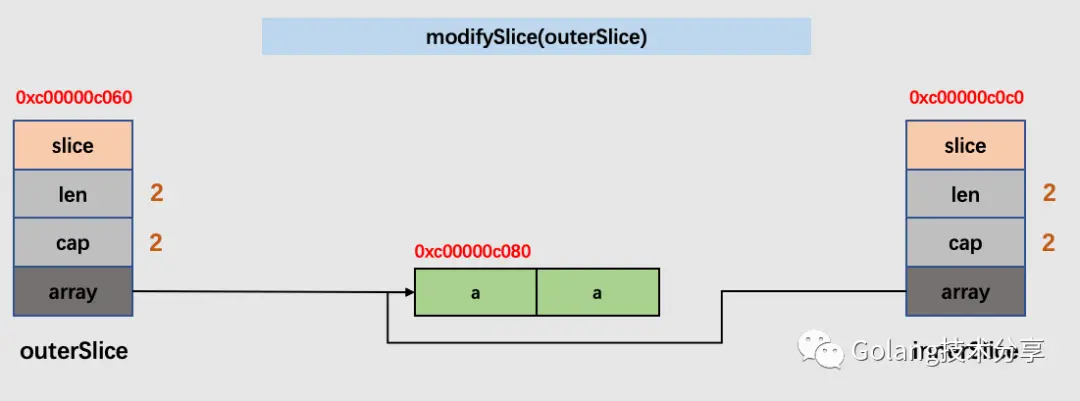 modifySlice(outerSlice)
0xc00000c060
0xc00000c0c0
slice
slice
len
2
len
2
cap
2
cap
2
0xc00000c080
array
a
a
array
outerSlice
innerSlice
Golang技术分享